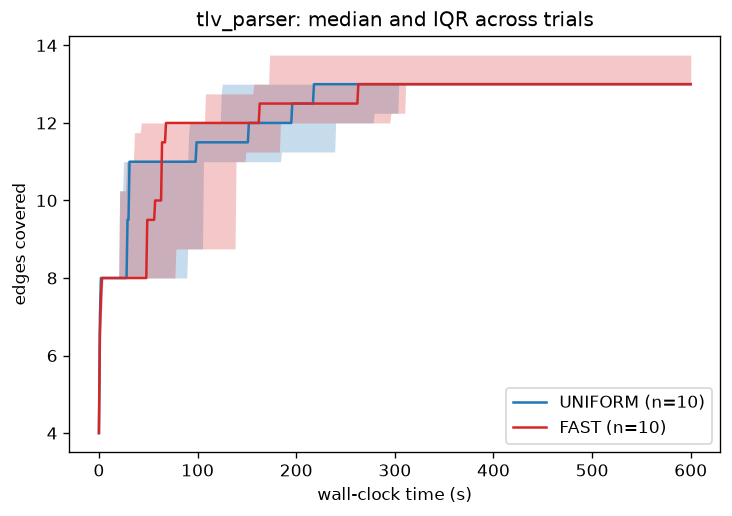 tlv_parser: median and IQR across trials
14
12
10
8
6
4
edges covered
0
100
200
300
400
500
600
wall-clock time (s)
UNIFORM (n=10)
FAST (n=10)